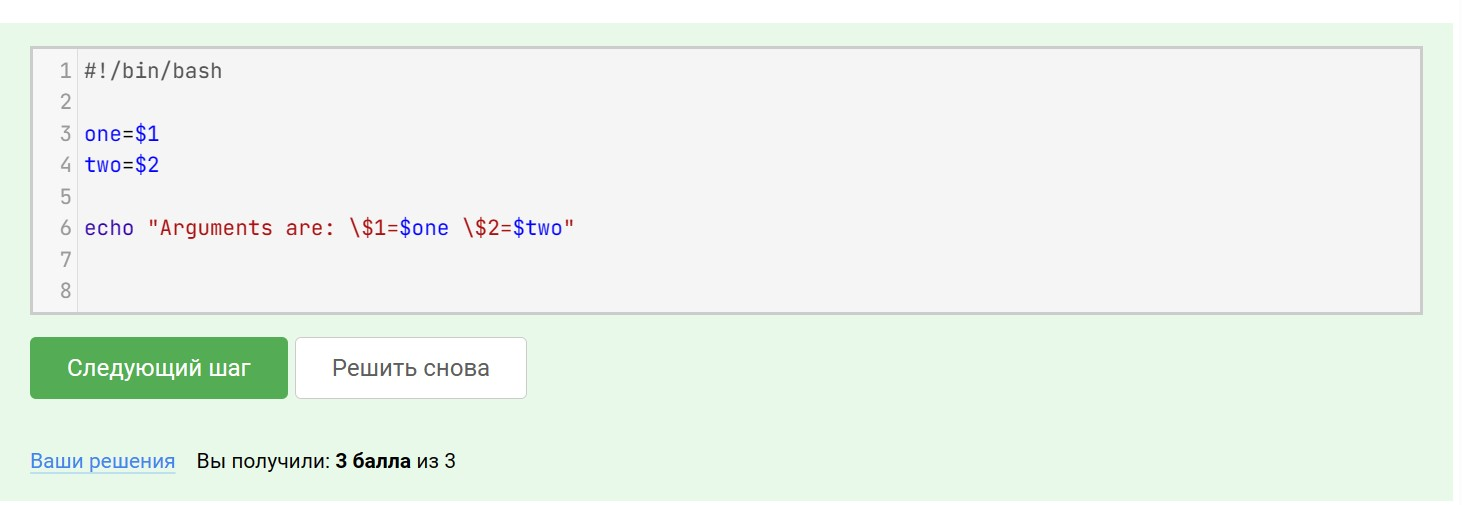 1 #!/bin/bash
2
3 one=$1
4 two=$2
5
6 echo "Arguments are: \$1=$one \$2=$two"
7
8
Следующий шаг Решить снова
Ваши решения Вы получили: 3 балла из 3